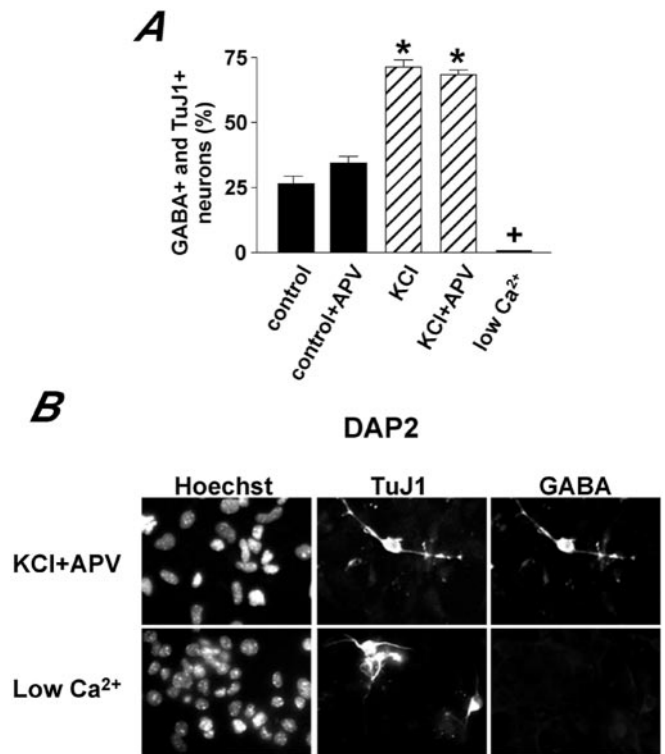 A
GABA+ and TuJ1+
neurons (%)
75
50
25
0
*
*
+
control
control+APV
KCl
KCl+APV
low Ca²⁺
B
DAP2
Hoechst
TuJ1
GABA
KCl+APV
Low Ca²⁺